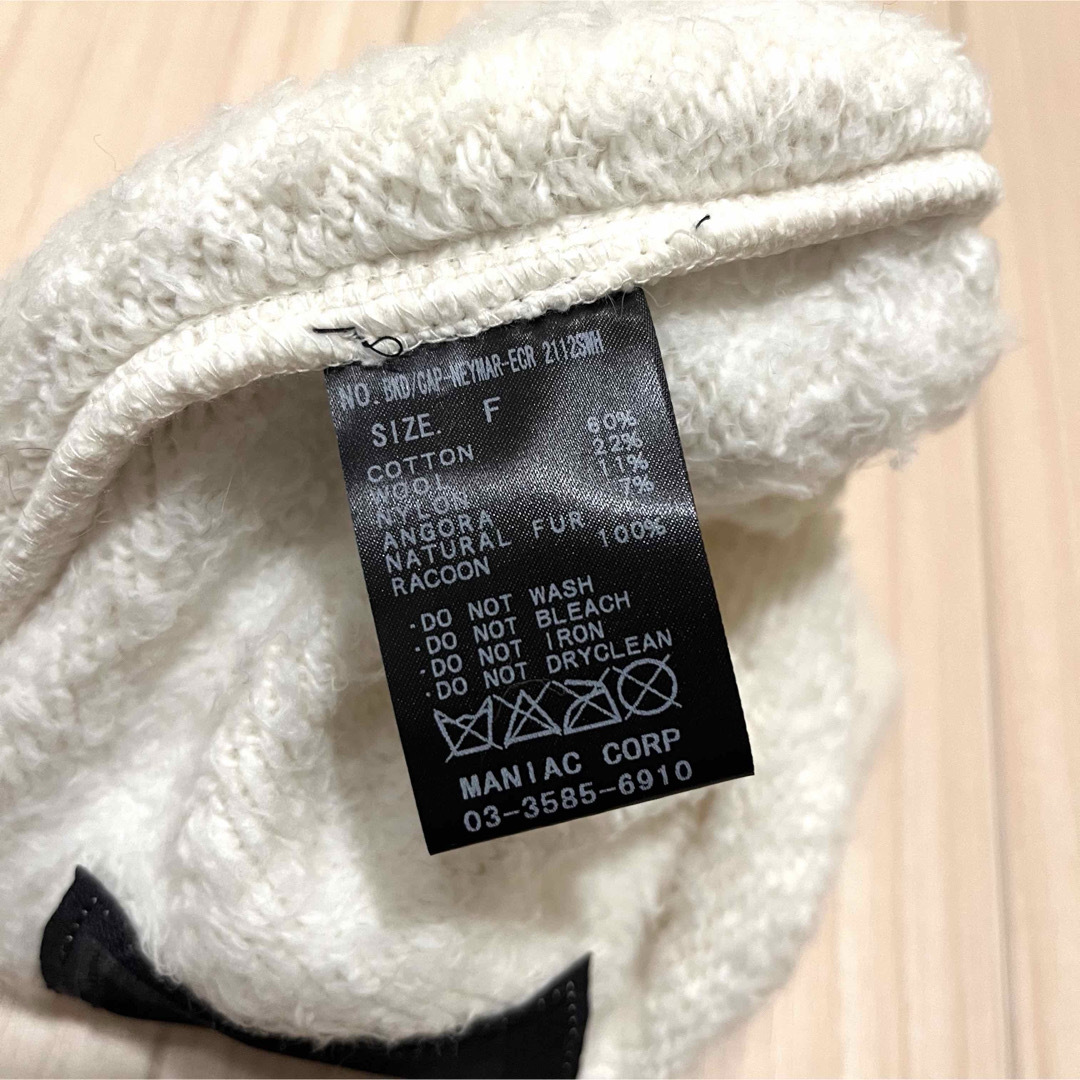 NO. BKD/CAP-NEYMAR-ECR 2112SMH
SIZE. F
COTTON 60%
WOOL 22%
NYLON 11%
ANGORA 7%
NATURAL FUR
RACOON 100%
·DO NOT WASH
·DO NOT BLEACH
·DO NOT IRON
·DO NOT DRYCLEAN
MANIAC CORP
03-3585-6910